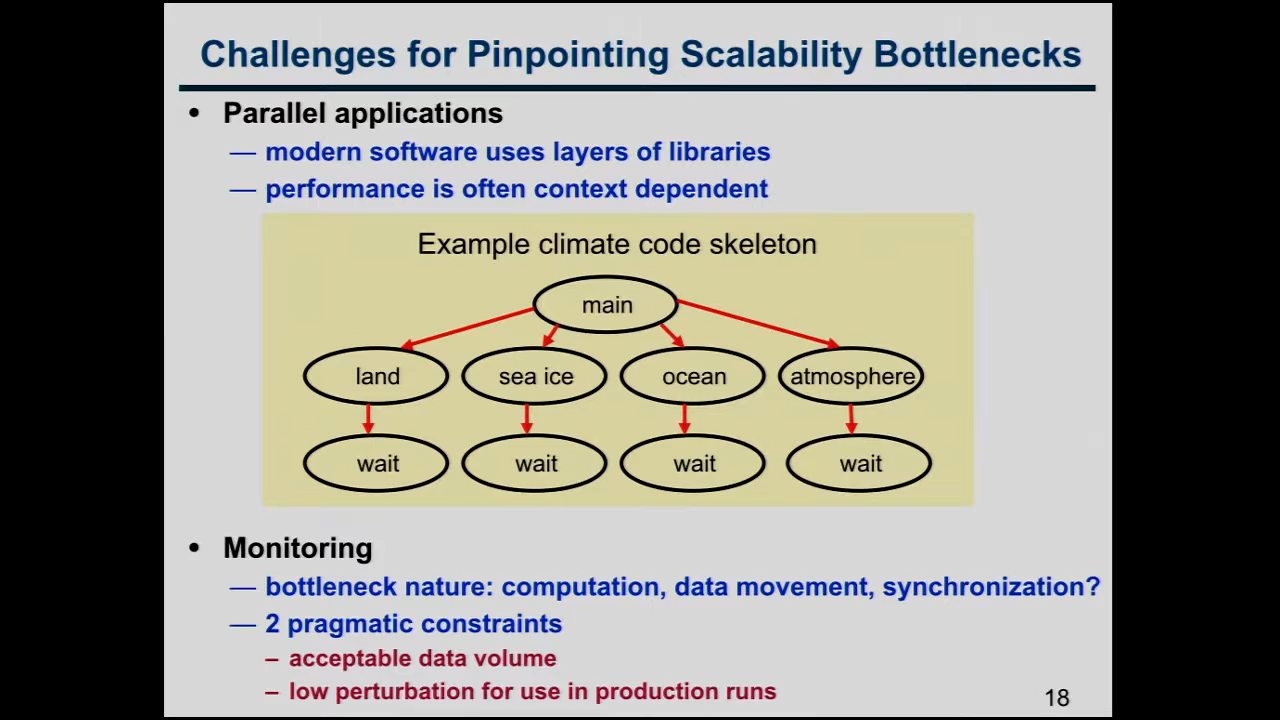 Challenges for Pinpointing Scalability Bottlenecks
• Parallel applications
— modern software uses layers of libraries
— performance is often context dependent
Example climate code skeleton
main
land sea ice ocean atmosphere
wait wait wait wait
• Monitoring
— bottleneck nature: computation, data movement, synchronization?
— 2 pragmatic constraints
– acceptable data volume
– low perturbation for use in production runs
18